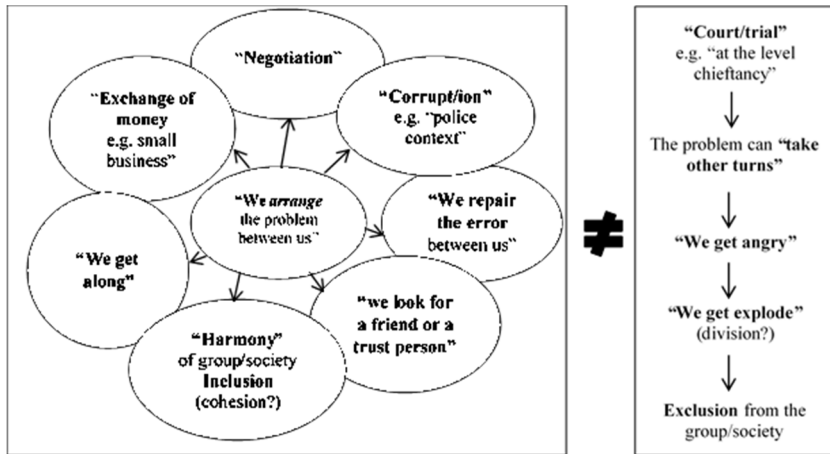 “Negotiation”
“Exchange of
money
e.g. small
business”
“Corrupt/ion”
e.g. “police
context”
“We arrange
the problem
between us”
“We repair
the error
between us”
“We get
along”
“we look for
a friend or a
trust person”
“Harmony”
of group/society
Inclusion
(cohesion?)
≠
“Court/trial”
e.g. “at the level
chieftancy”
The problem can “take
other turns”
“We get angry”
“We get explode”
(division?)
Exclusion from the
group/society